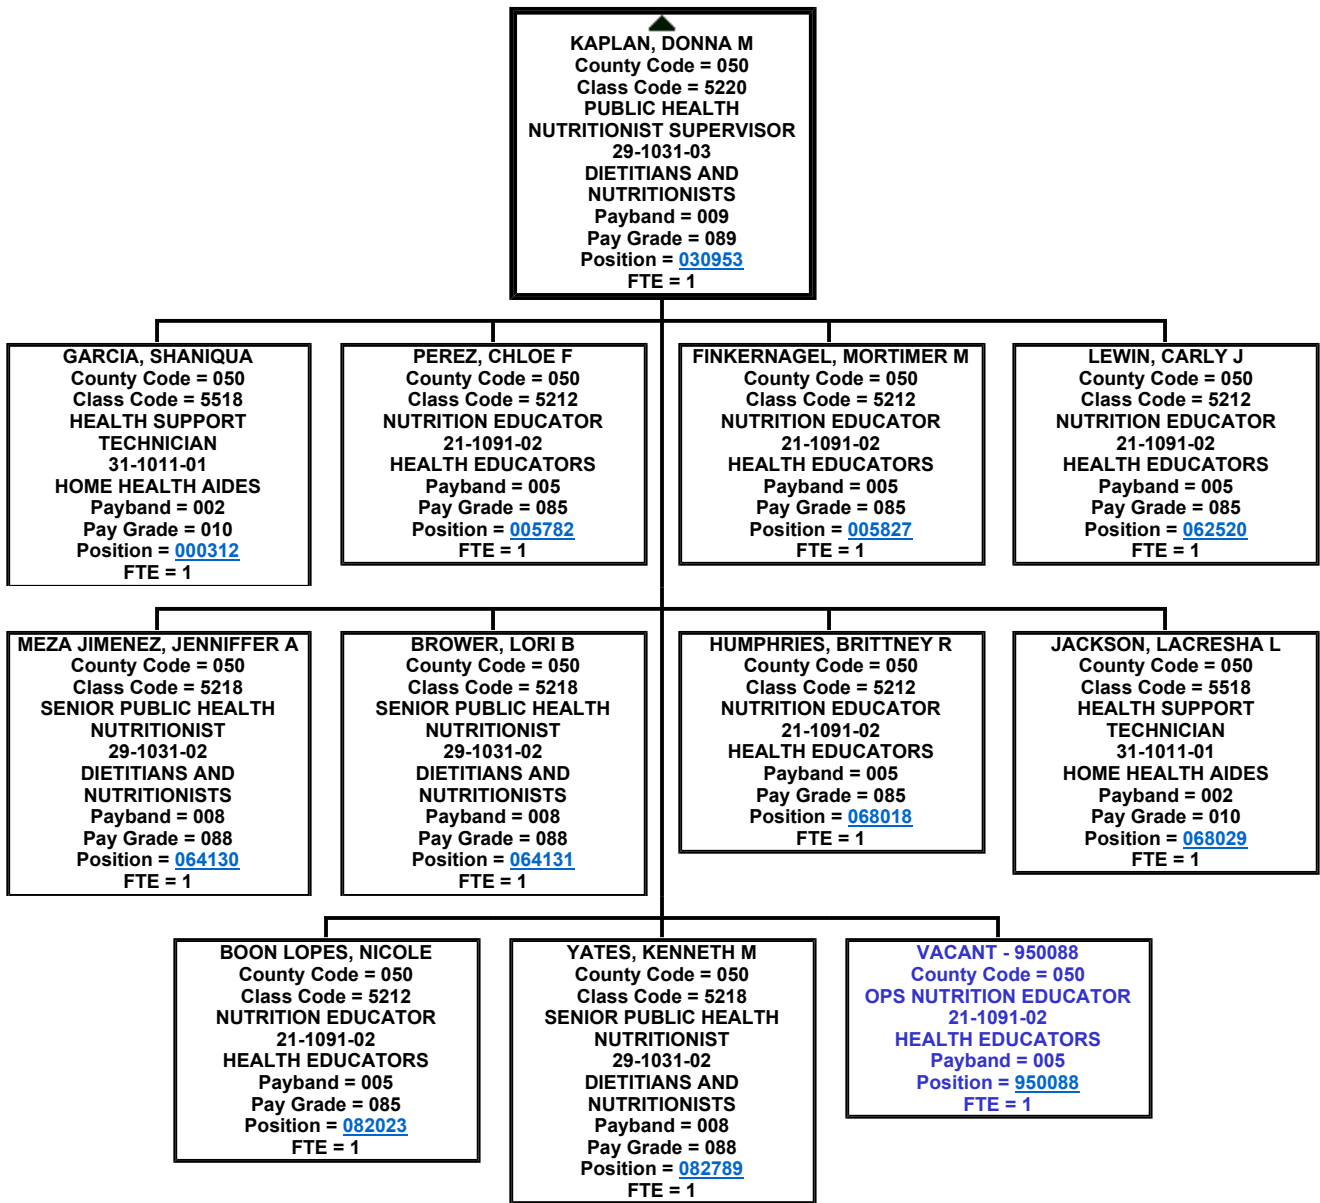 KAPLAN, DONNA M
County Code = 050
Class Code = 5220
PUBLIC HEALTH
NUTRITIONIST SUPERVISOR
29-1031-03
DIETITIANS AND
NUTRITIONISTS
Payband = 009
Pay Grade = 089
Position = 030953
FTE = 1
GARCIA, SHANIQUA
County Code = 050
Class Code = 5518
HEALTH SUPPORT
TECHNICIAN
31-1011-01
HOME HEALTH AIDES
Payband = 002
Pay Grade = 010
Position = 000312
FTE = 1
PEREZ, CHLOE F
County Code = 050
Class Code = 5212
NUTRITION EDUCATOR
21-1091-02
HEALTH EDUCATORS
Payband = 005
Pay Grade = 085
Position = 005782
FTE = 1
FINKERNAGEL, MORTIMER M
County Code = 050
Class Code = 5212
NUTRITION EDUCATOR
21-1091-02
HEALTH EDUCATORS
Payband = 005
Pay Grade = 085
Position = 005827
FTE = 1
LEWIN, CARLY J
County Code = 050
Class Code = 5212
NUTRITION EDUCATOR
21-1091-02
HEALTH EDUCATORS
Payband = 005
Pay Grade = 085
Position = 062520
FTE = 1
MEZA JIMENEZ, JENNIFFER A
County Code = 050
Class Code = 5218
SENIOR PUBLIC HEALTH
NUTRITIONIST
29-1031-02
DIETITIANS AND
NUTRITIONISTS
Payband = 008
Pay Grade = 088
Position = 064130
FTE = 1
BROWER, LORI B
County Code = 050
Class Code = 5218
SENIOR PUBLIC HEALTH
NUTRITIONIST
29-1031-02
DIETITIANS AND
NUTRITIONISTS
Payband = 008
Pay Grade = 088
Position = 064131
FTE = 1
HUMPHRIES, BRITTNEY R
County Code = 050
Class Code = 5212
NUTRITION EDUCATOR
21-1091-02
HEALTH EDUCATORS
Payband = 005
Pay Grade = 085
Position = 068018
FTE = 1
JACKSON, LACRESHA L
County Code = 050
Class Code = 5518
HEALTH SUPPORT
TECHNICIAN
31-1011-01
HOME HEALTH AIDES
Payband = 002
Pay Grade = 010
Position = 068029
FTE = 1
BOON LOPES, NICOLE
County Code = 050
Class Code = 5212
NUTRITION EDUCATOR
21-1091-02
HEALTH EDUCATORS
Payband = 005
Pay Grade = 085
Position = 082023
FTE = 1
YATES, KENNETH M
County Code = 050
Class Code = 5218
SENIOR PUBLIC HEALTH
NUTRITIONIST
29-1031-02
DIETITIANS AND
NUTRITIONISTS
Payband = 008
Pay Grade = 088
Position = 082789
FTE = 1
VACANT - 950088
County Code = 050
OPS NUTRITION EDUCATOR
21-1091-02
HEALTH EDUCATORS
Payband = 005
Position = 950088
FTE = 1